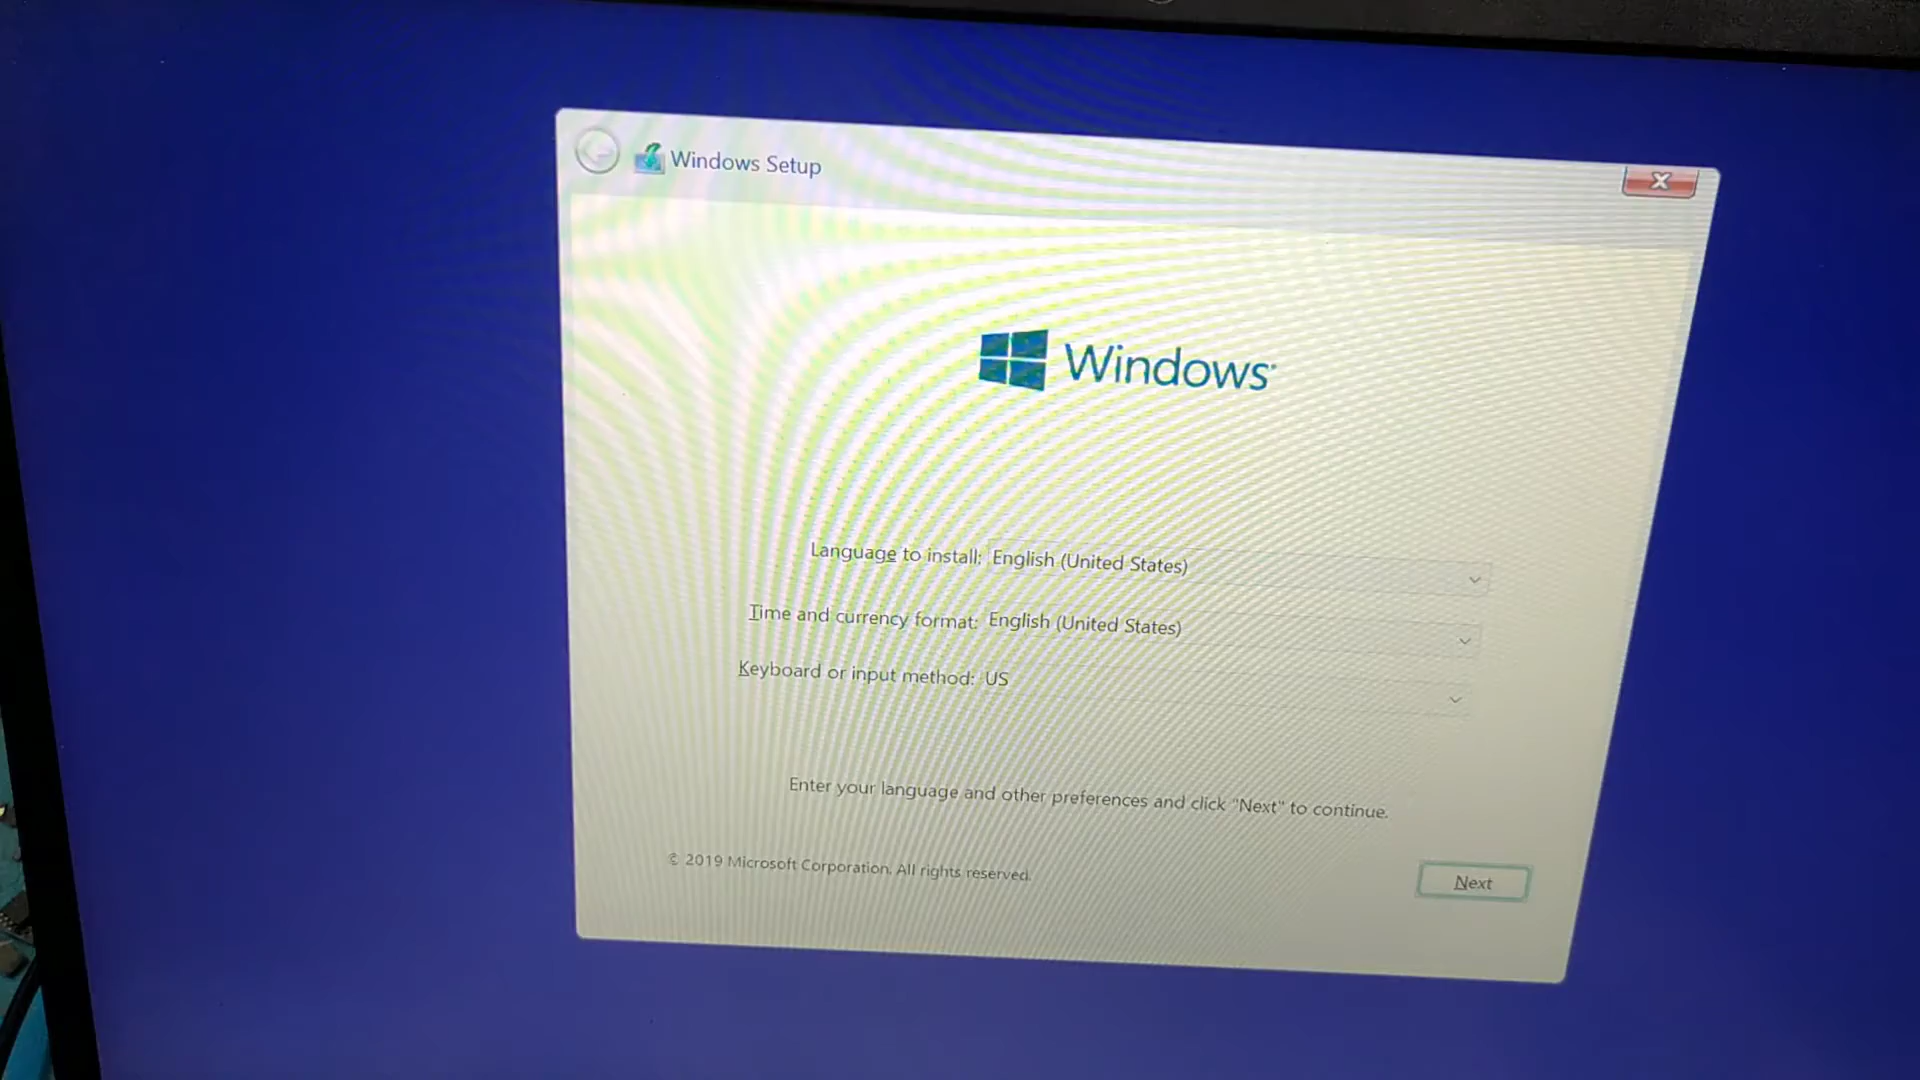 Windows Setup
Windows
Language to install: English (United States)
Time and currency format: English (United States)
Keyboard or input method: US
Enter your language and other preferences and click "Next" to continue.
© 2019 Microsoft Corporation. All rights reserved.
Next